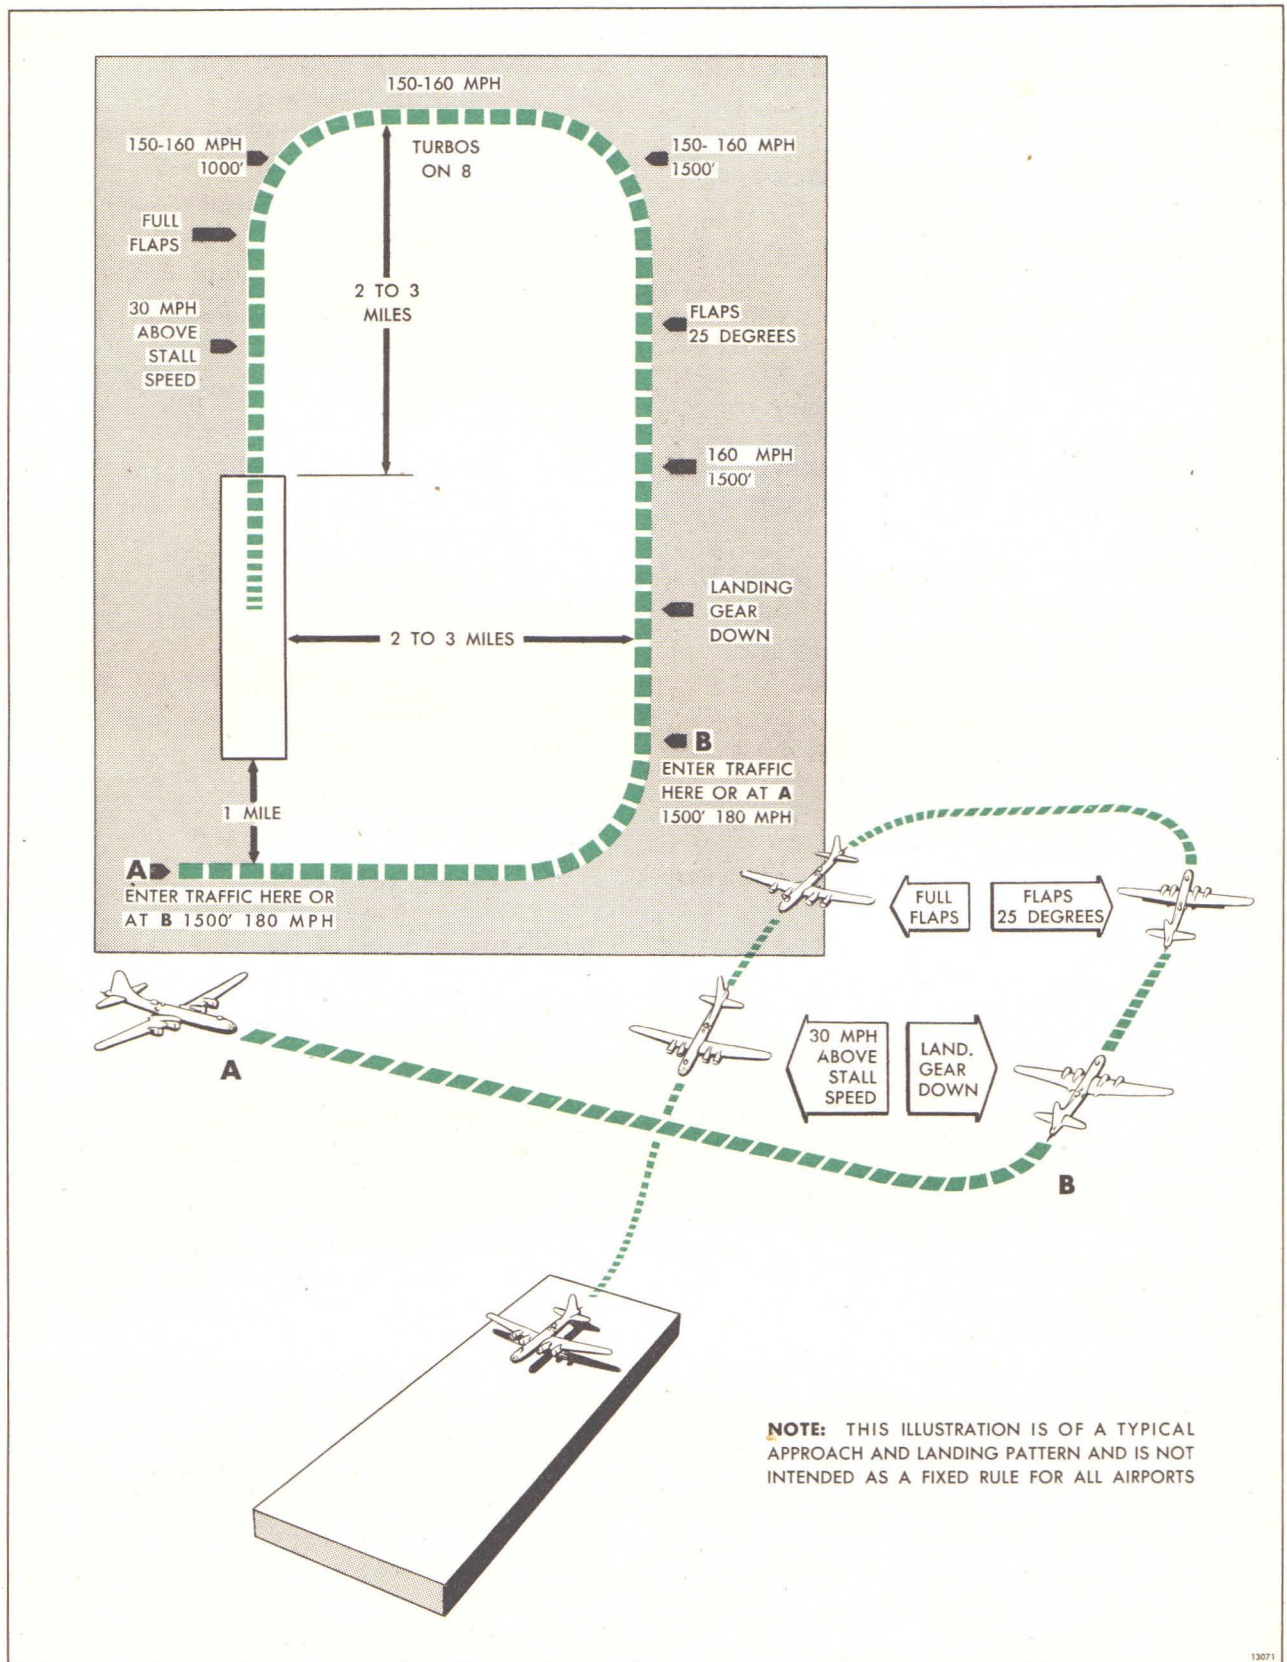 150-160 MPH
150-160 MPH
1000'
TURBOS
ON 8
150- 160 MPH
1500'
FULL
FLAPS
2 TO 3
MILES
30 MPH
ABOVE
STALL
SPEED
FLAPS
25 DEGREES
160 MPH
1500'
LANDING
GEAR
DOWN
2 TO 3 MILES
B
ENTER TRAFFIC
HERE OR AT A
1500' 180 MPH
1 MILE
A
ENTER TRAFFIC HERE OR
AT B 1500' 180 MPH
FULL
FLAPS
FLAPS
25 DEGREES
30 MPH
ABOVE
STALL
SPEED
LAND.
GEAR
DOWN
A
B
NOTE: THIS ILLUSTRATION IS OF A TYPICAL
APPROACH AND LANDING PATTERN AND IS NOT
INTENDED AS A FIXED RULE FOR ALL AIRPORTS
13071